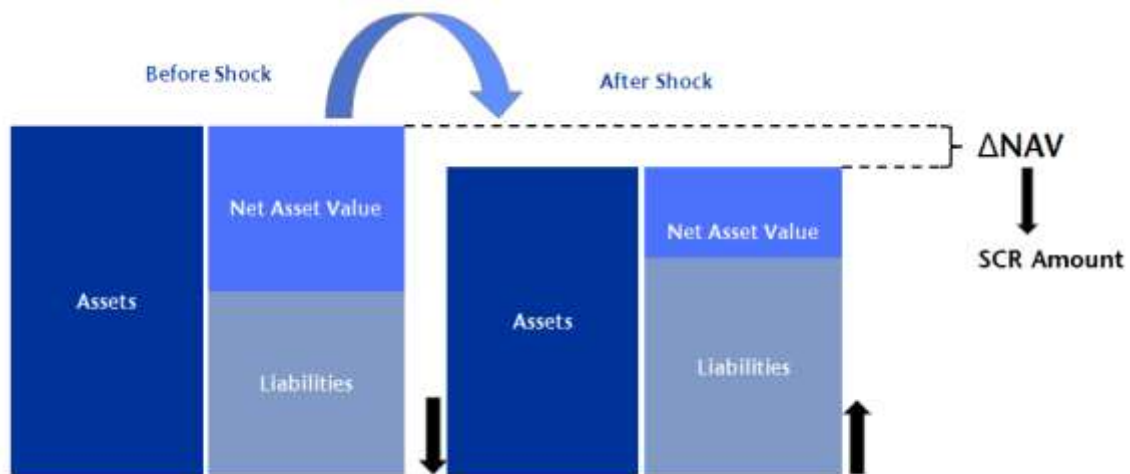 Before Shock
After Shock
ΔNAV
Net Asset Value
Net Asset Value
SCR Amount
Assets
Assets
Liabilities
Liabilities